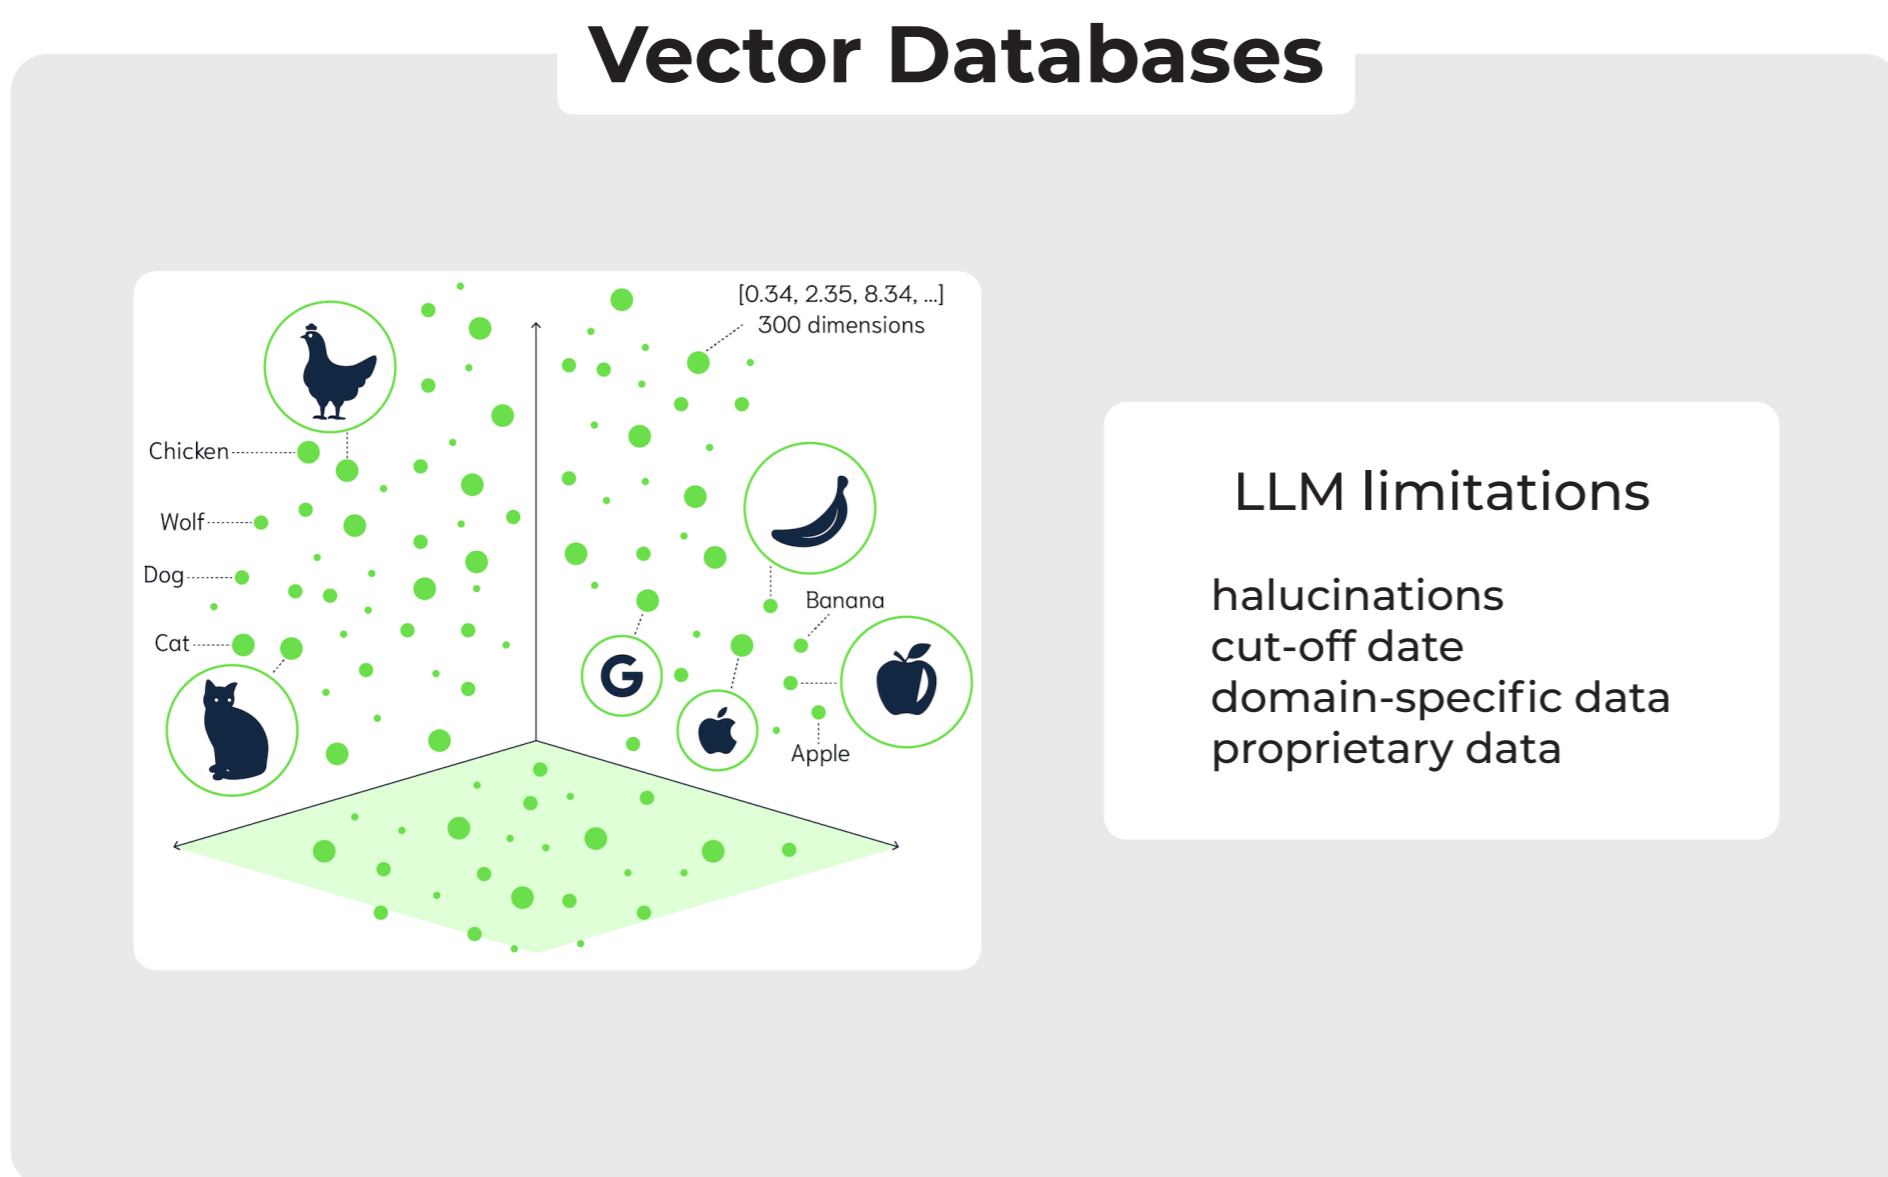 Vector Databases
[0.34, 2.35, 8.34, ...]
300 dimensions
Chicken
Wolf
Dog
Cat
Banana
Apple
G
LLM limitations
halucinations
cut-off date
domain-specific data
proprietary data